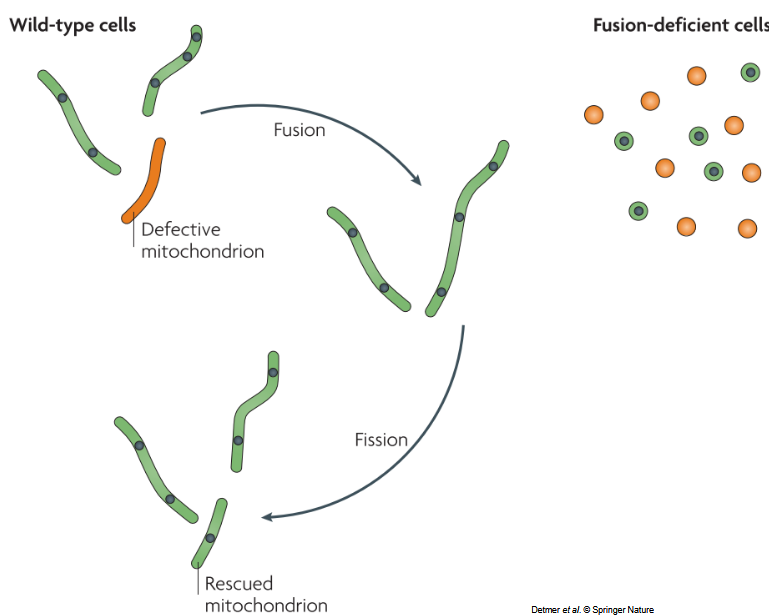 Wild-type cells
Fusion-deficient cells
Fusion
Defective
mitochondrion
Fission
Rescued
mitochondrion
Detmer et al. © Springer Nature